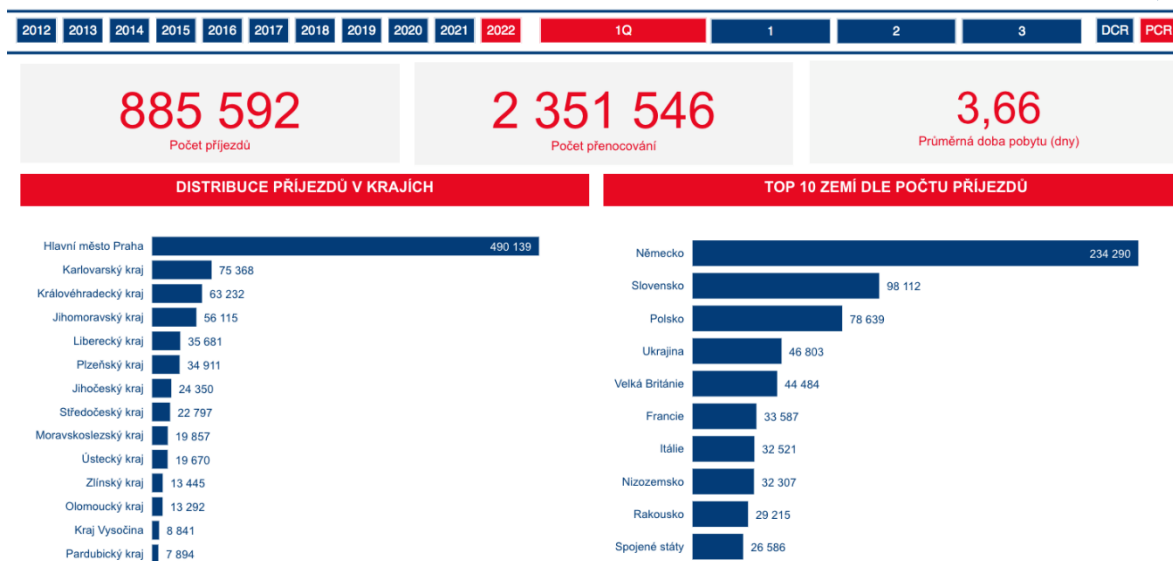 2012 2013 2014 2015 2016 2017 2018 2019 2020 2021 2022 1Q 1 2 3 DCR PCR
885 592
Počet příjezdů
2 351 546
Počet přenocování
3,66
Průměrná doba pobytu (dny)
DISTRIBUCE PŘÍJEZDŮ V KRAJÍCH
Hlavní město Praha 490 139
Karlovarský kraj 75 368
Královéhradecký kraj 63 232
Jihomoravský kraj 56 115
Liberecký kraj 35 681
Plzeňský kraj 34 911
Jihočeský kraj 24 350
Středočeský kraj 22 797
Moravskoslezský kraj 19 857
Ústecký kraj 19 670
Zlínský kraj 13 445
Olomoucký kraj 13 292
Kraj Vysočina 8 841
Pardubický kraj 7 894
TOP 10 ZEMÍ DLE POČTU PŘÍJEZDŮ
Německo 234 290
Slovensko 98 112
Polsko 78 639
Ukrajina 46 803
Velká Británie 44 484
Francie 33 587
Itálie 32 521
Nizozemsko 32 307
Rakousko 29 215
Spojené státy 26 586